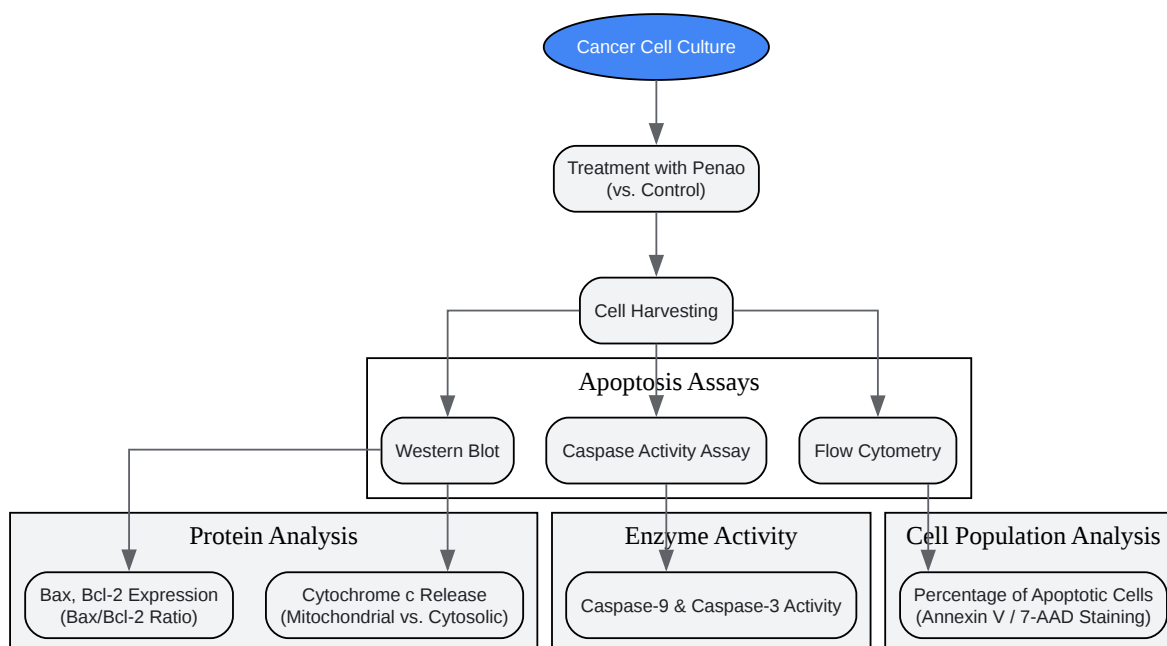 Cancer Cell Culture
Treatment with Penao
(vs. Control)
Cell Harvesting
Apoptosis Assays
Western Blot
Caspase Activity Assay
Flow Cytometry
Protein Analysis
Enzyme Activity
Cell Population Analysis
Bax, Bcl-2 Expression
(Bax/Bcl-2 Ratio)
Cytochrome c Release
(Mitochondrial vs. Cytosolic)
Caspase-9 & Caspase-3 Activity
Percentage of Apoptotic Cells
(Annexin V / 7-AAD Staining)